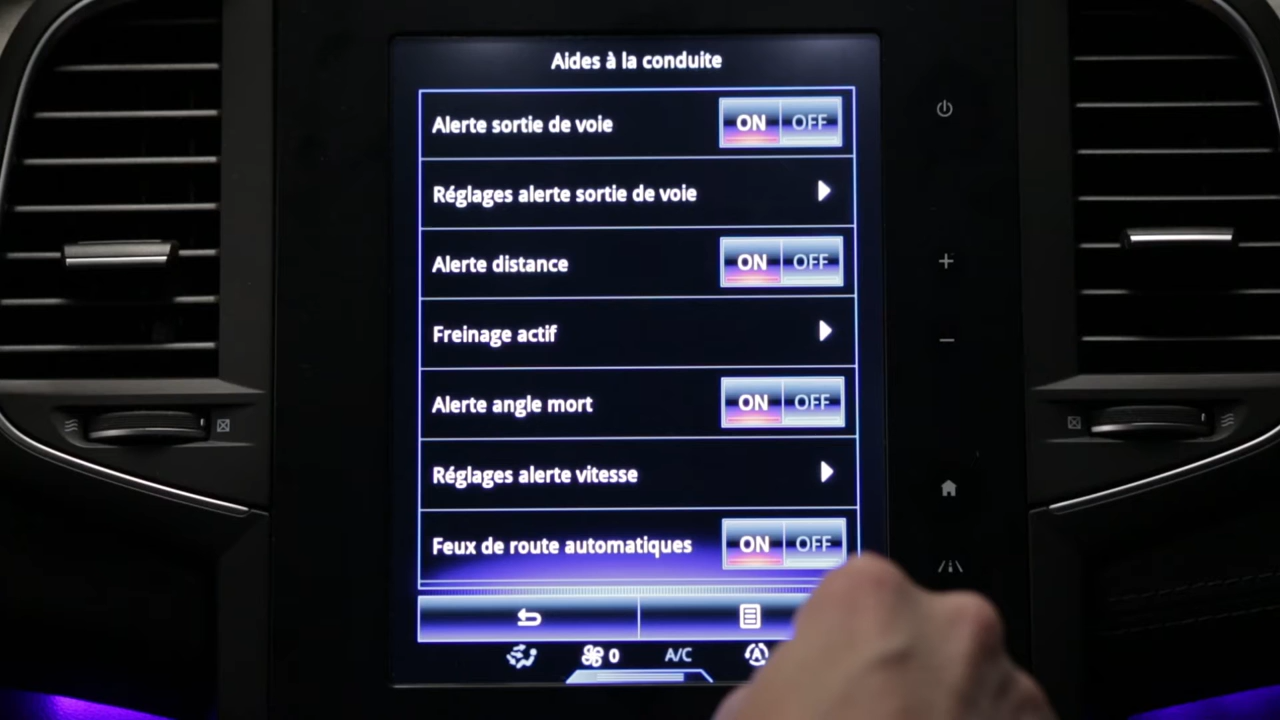 Aides à la conduite
Alerte sortie de voie ON OFF
Réglages alerte sortie de voie
Alerte distance ON OFF
Freinage actif
Alerte angle mort ON OFF
Réglages alerte vitesse
Feux de route automatiques ON OFF
0 A/C A